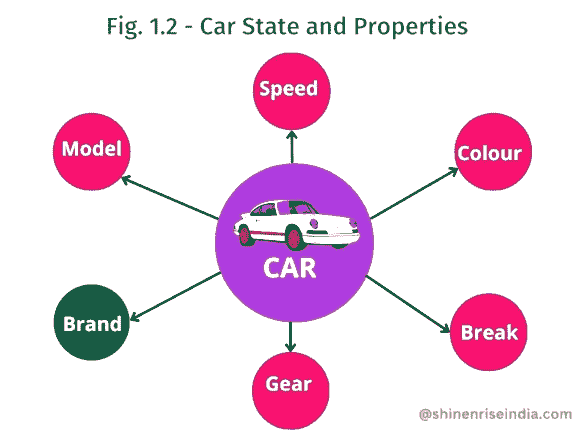 Fig. 1.2 - Car State and Properties
Speed
Model
Colour
CAR
Brand
Break
Gear
@shinenriseindia.com